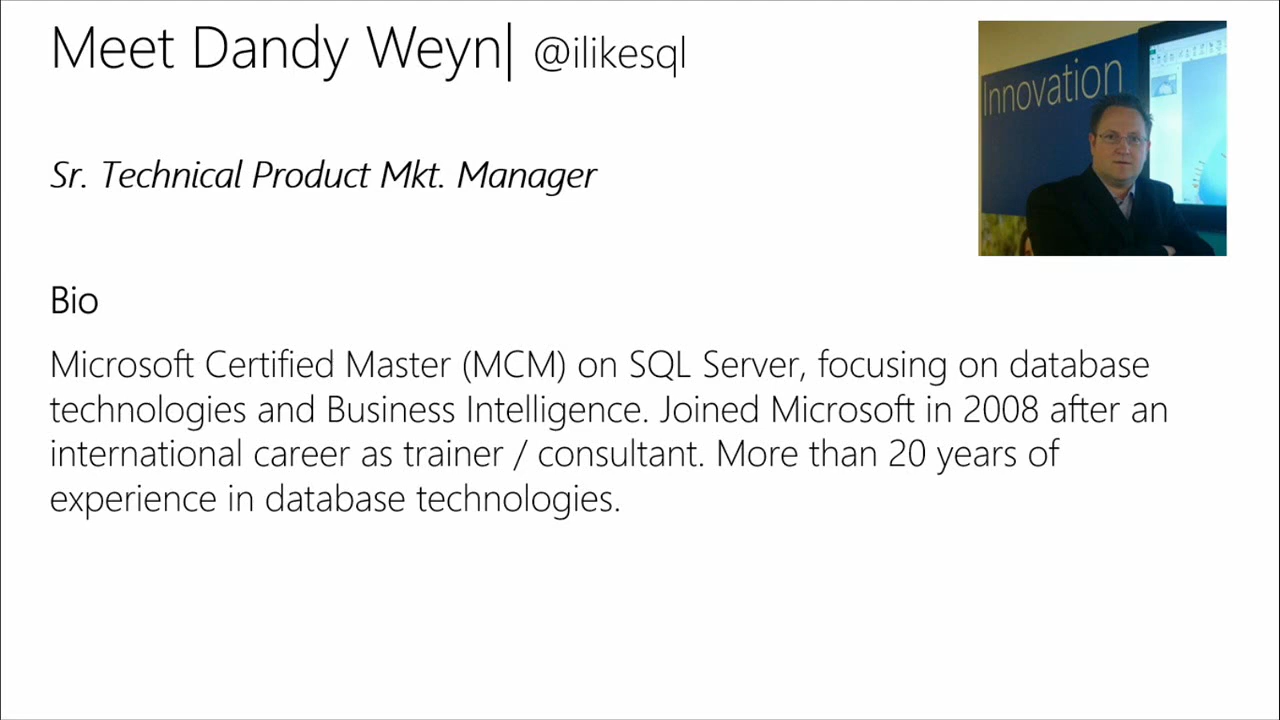 Meet Dandy Weyn| @ilikesql
Innovation
Sr. Technical Product Mkt. Manager
Bio
Microsoft Certified Master (MCM) on SQL Server, focusing on database
technologies and Business Intelligence. Joined Microsoft in 2008 after an
international career as trainer / consultant. More than 20 years of
experience in database technologies.